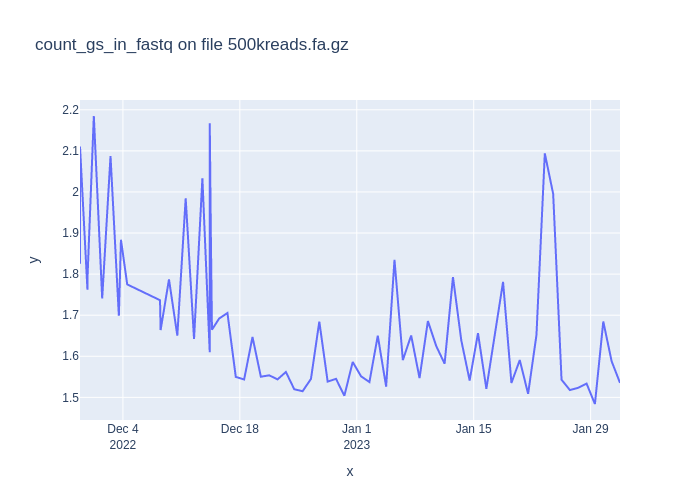 count_gs_in_fastq on file 500kreads.fa.gz
2.2
2.1
2
1.9
1.8
1.7
1.6
1.5
y
Dec 4
2022
Dec 18
Jan 1
2023
Jan 15
Jan 29
x